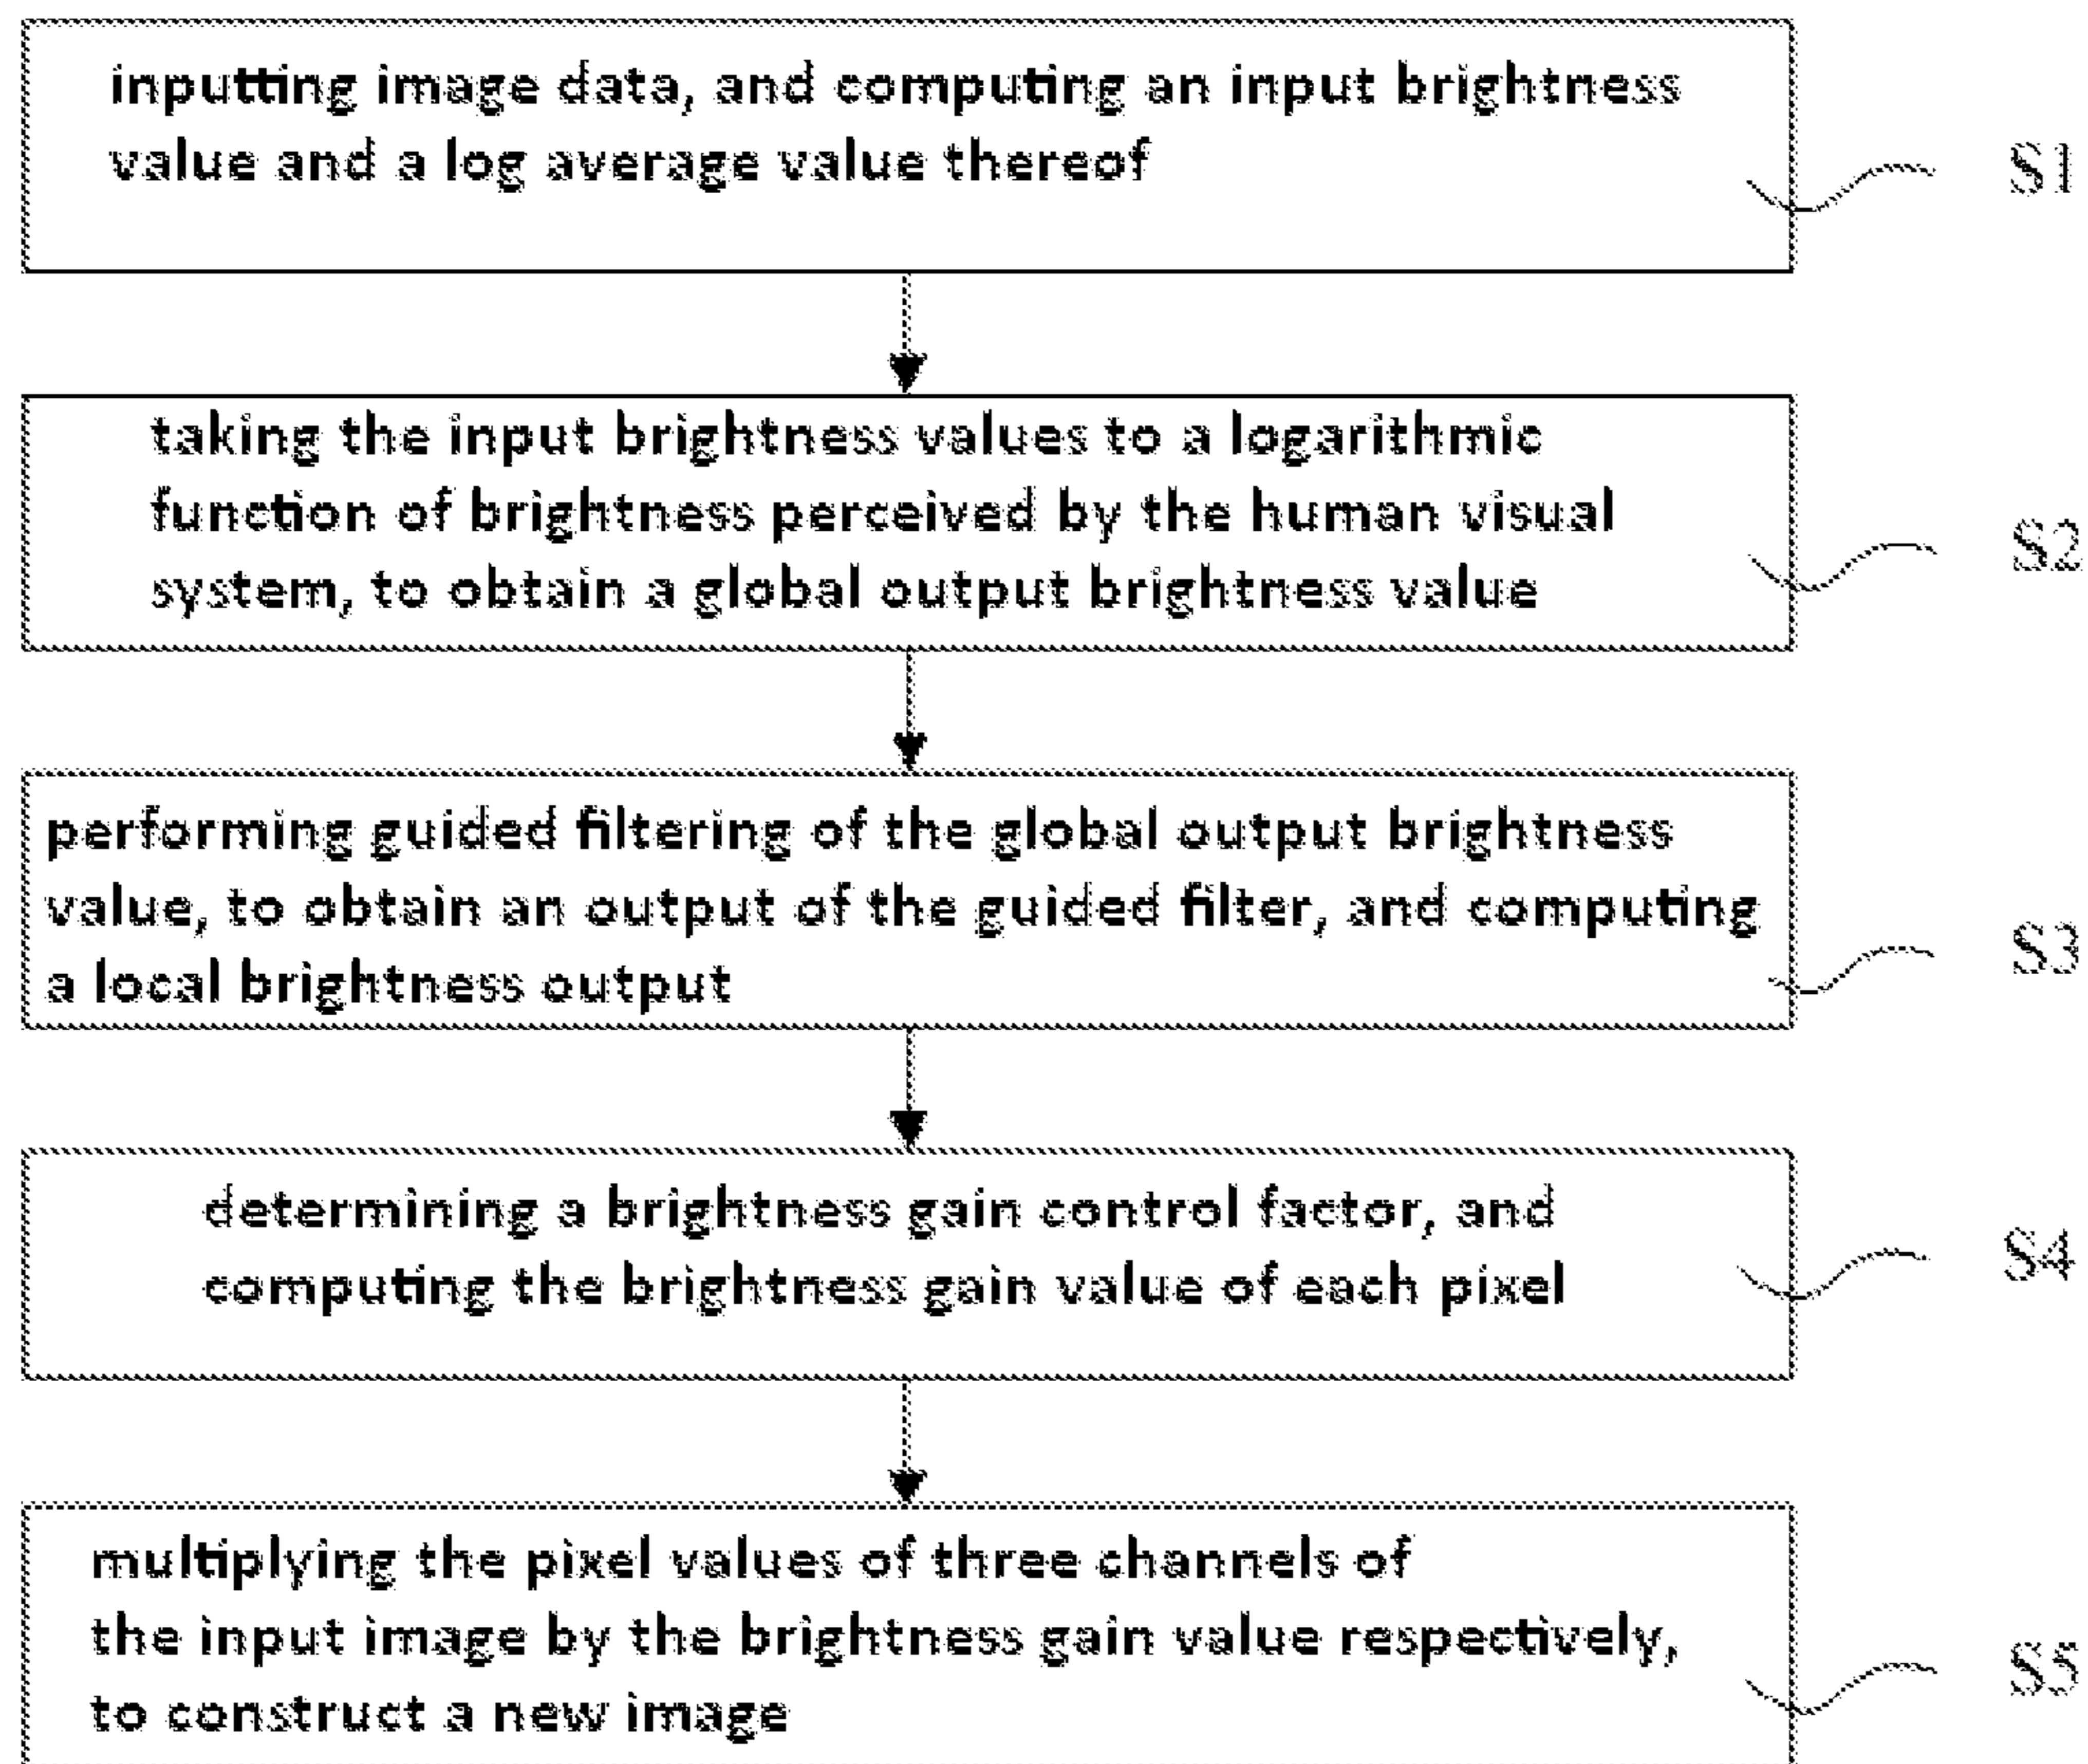 inputting image data, and computing an input brightness
value and a log average value thereof
S1
taking the input brightness values to a logarithmic
function of brightness perceived by the human visual
system, to obtain a global output brightness value
S2
performing guided filtering of the global output brightness
value, to obtain an output of the guided filter, and computing
a local brightness output
S3
determining a brightness gain control factor, and
computing the brightness gain value of each pixel
S4
multiplying the pixel values of three channels of
the input image by the brightness gain value respectively,
to construct a new image
S5